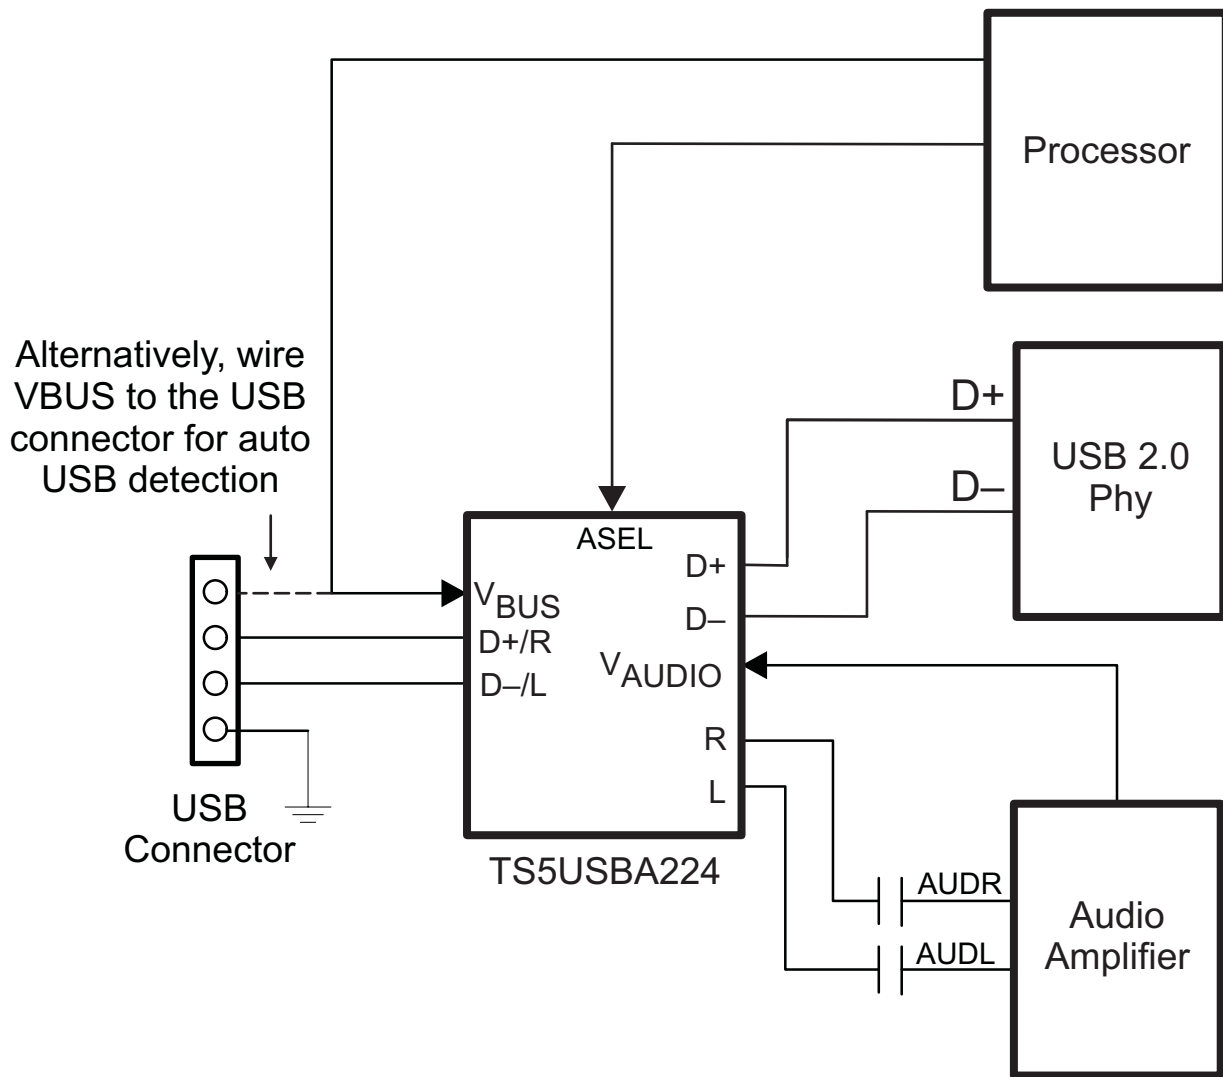 Processor
Alternatively, wire
VBUS to the USB
connector for auto
USB detection
D+
D–
USB 2.0
Phy
ASEL
VBUS
D+/R
D–/L
D+
D–
VAUDIO
R
L
USB
Connector
TS5USBA224
AUDR
AUDL
Audio
Amplifier